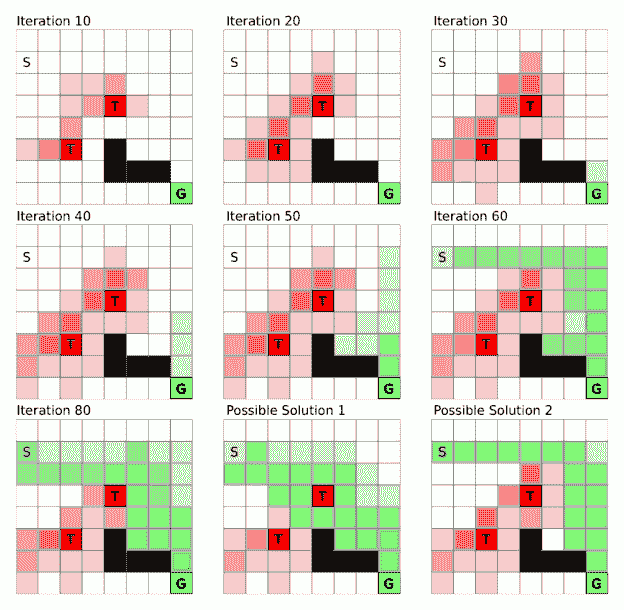 Iteration 10
Iteration 20
Iteration 30
S
S
S
T
T
T
T
T
T
G
G
G
Iteration 40
Iteration 50
Iteration 60
S
S
S
T
T
T
T
T
T
G
G
G
Iteration 80
Possible Solution 1
Possible Solution 2
S
S
S
T
T
T
T
T
T
G
G
G